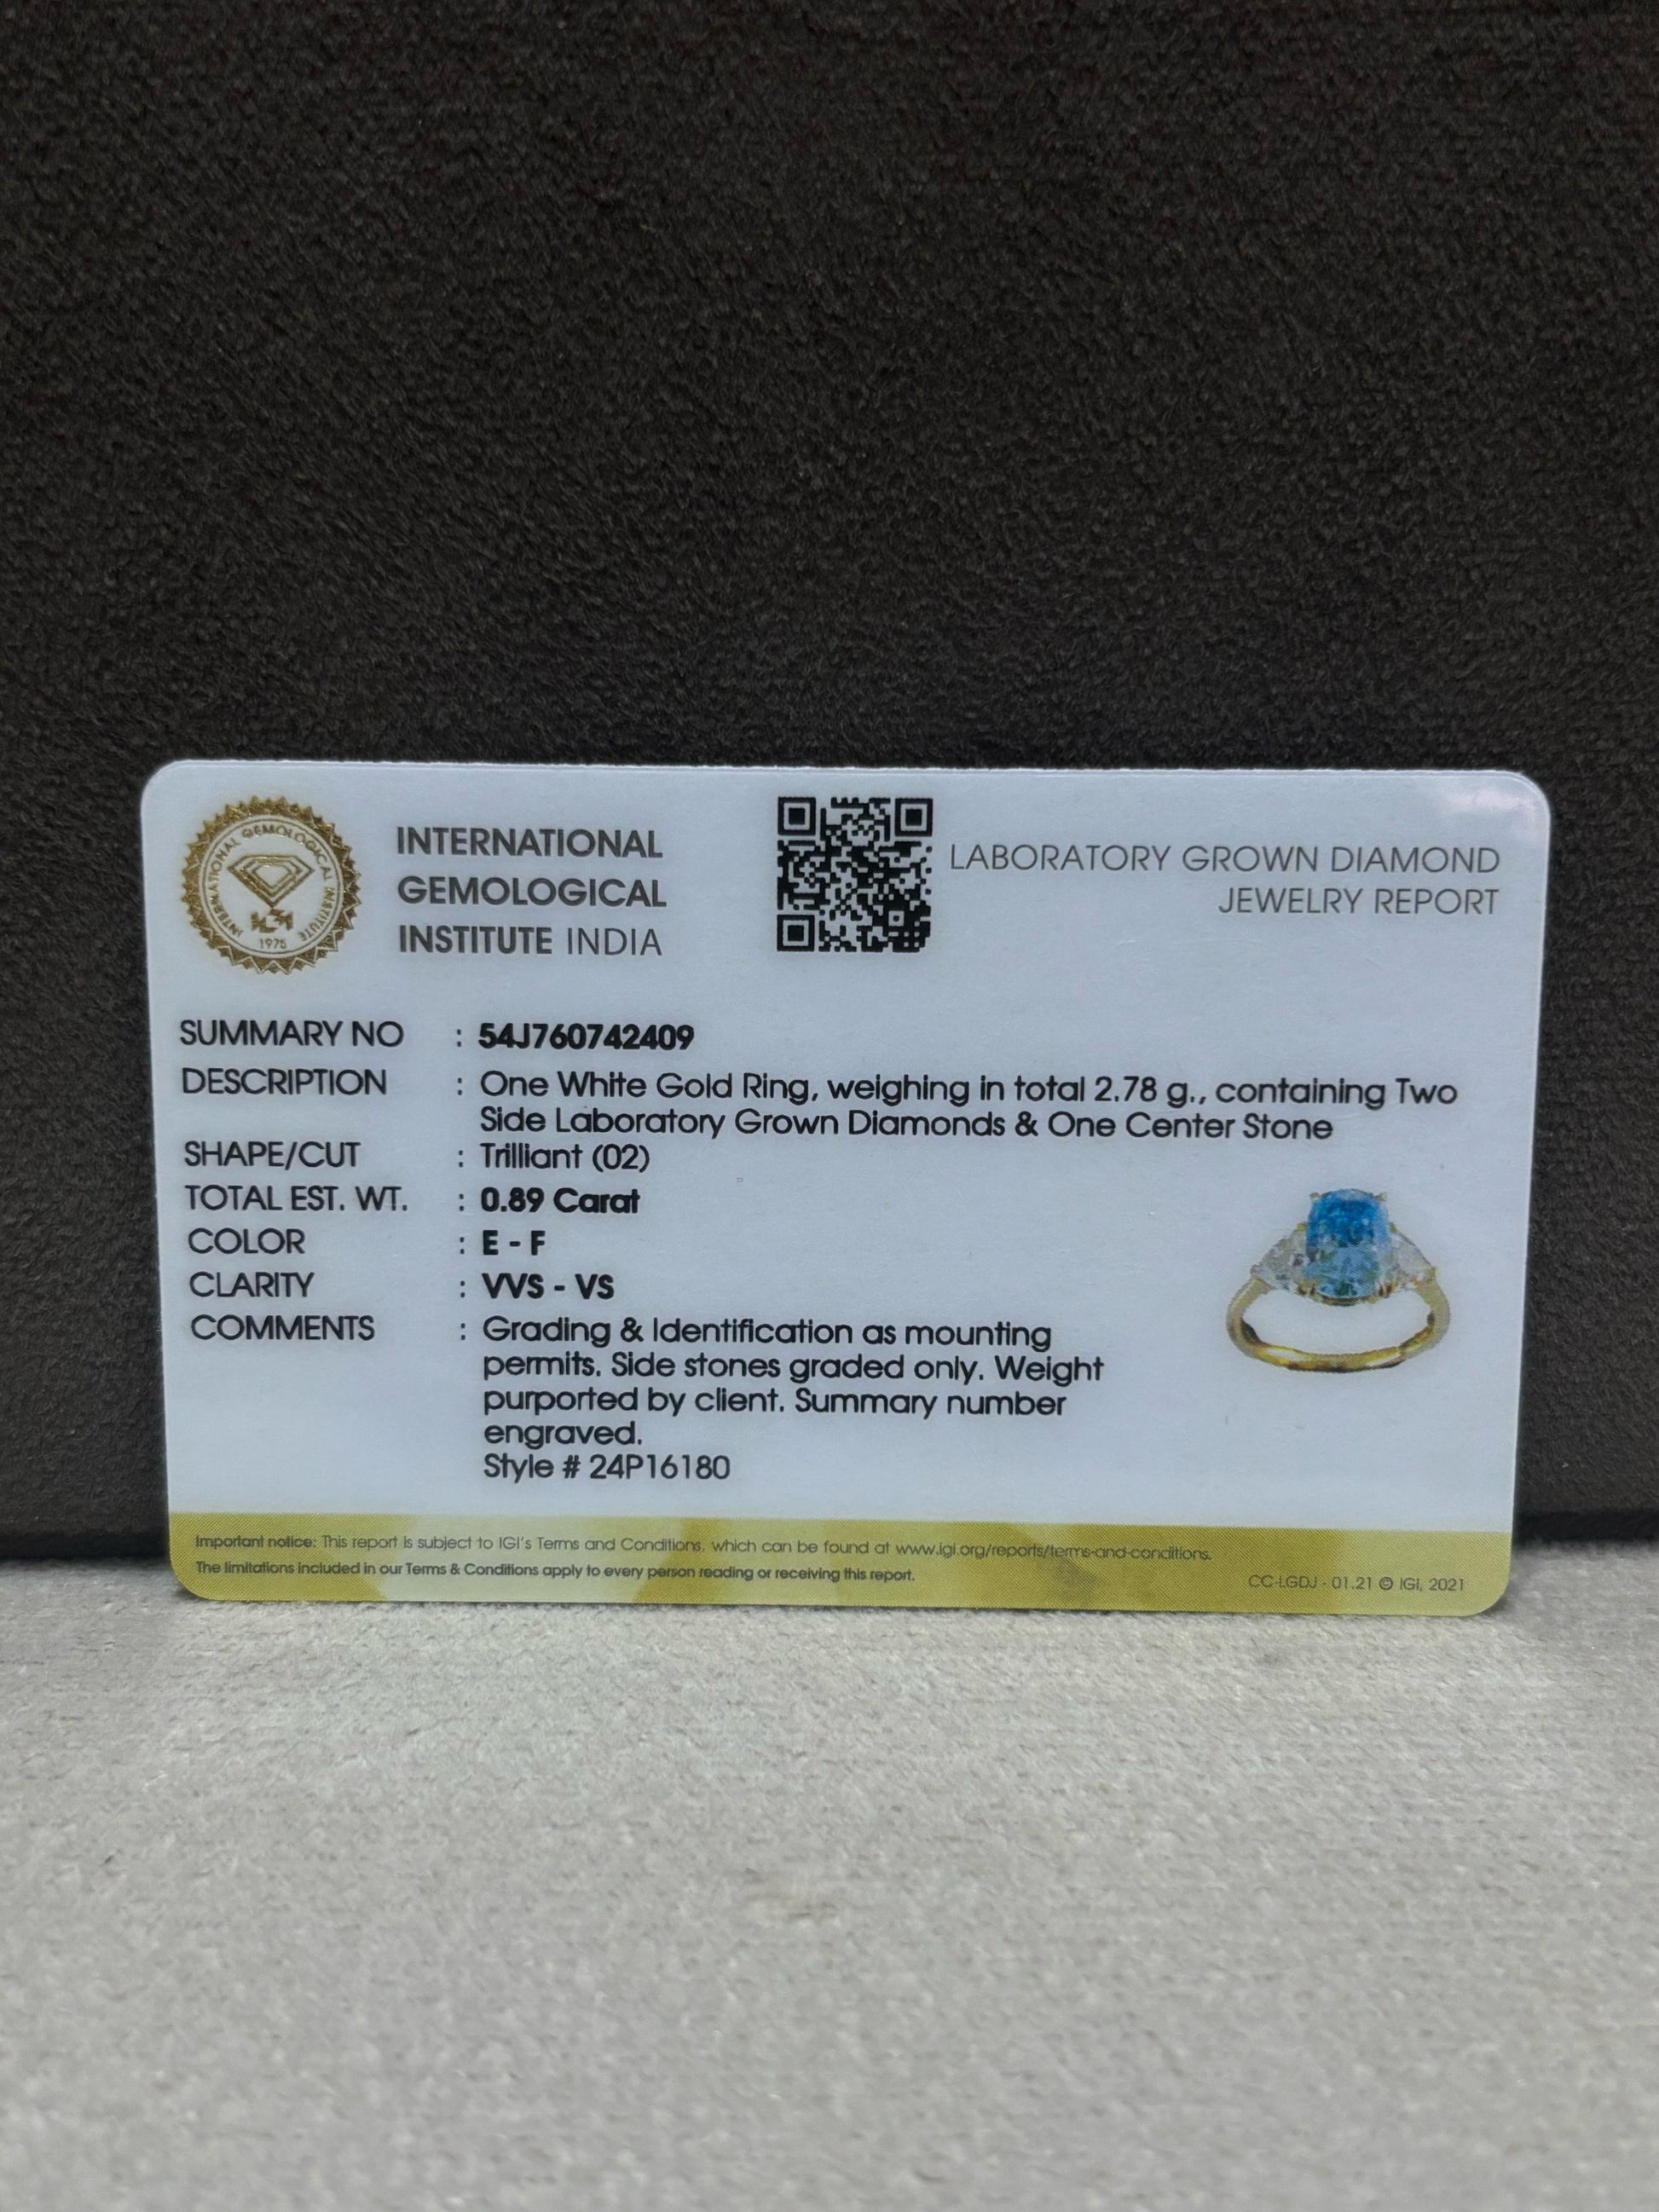 INTERNATIONAL GEMOLOGICAL INSTITUTE
1975
INTERNATIONAL
GEMOLOGICAL
INSTITUTE INDIA
LABORATORY GROWN DIAMOND
JEWELRY REPORT
SUMMARY NO : 54J760742409
DESCRIPTION : One White Gold Ring, weighing in total 2.78 g., containing Two
Side Laboratory Grown Diamonds & One Center Stone
SHAPE/CUT : Trilliant (02)
TOTAL EST. WT. : 0.89 Carat
COLOR : E - F
CLARITY : VVS - VS
COMMENTS : Grading & Identification as mounting
permits. Side stones graded only. Weight
purported by client. Summary number
engraved.
Style # 24P16180
Important notice: This report is subject to IGI's Terms and Conditions, which can be found at www.igi.org/reports/terms-and-conditions.
The limitations included in our Terms & Conditions apply to every person reading or receiving this report.
CC-LGDJ - 01.21 © IGI, 2021